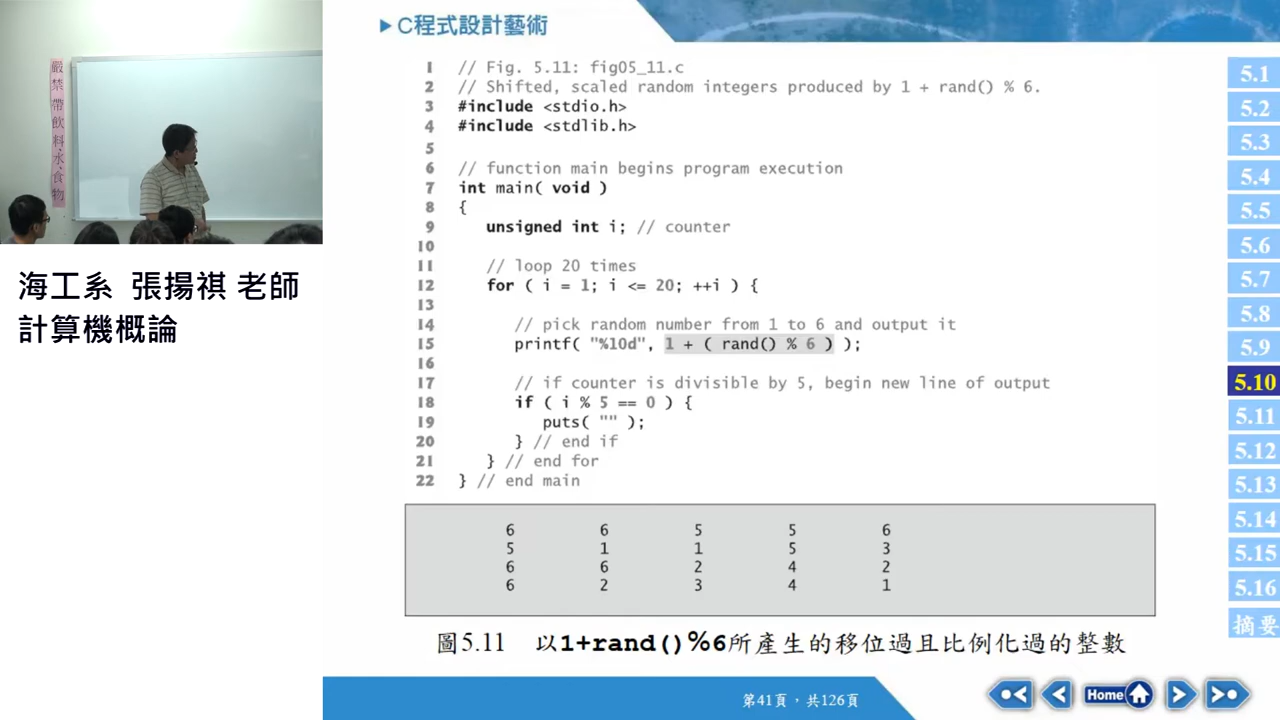 嚴禁帶飲料、水、食物
海工系 張揚祺 老師
計算機概論
C程式設計藝術
1 // Fig. 5.11: fig05_11.c
2 // Shifted, scaled random integers produced by 1 + rand() % 6.
3 #include <stdio.h>
4 #include <stdlib.h>
5
6 // function main begins program execution
7 int main( void )
8 {
9 unsigned int i; // counter
10
11 // loop 20 times
12 for ( i = 1; i <= 20; ++i ) {
13
14 // pick random number from 1 to 6 and output it
15 printf( "%10d", 1 + ( rand() % 6 ) );
16
17 // if counter is divisible by 5, begin new line of output
18 if ( i % 5 == 0 ) {
19 puts( "" );
20 } // end if
21 } // end for
22 } // end main
6 6 5 5 6
5 1 1 5 3
6 6 2 4 2
6 2 3 4 1
圖5.11 以1+rand()%6所產生的移位過且比例化過的整數
第41頁，共126頁
Home
5.1
5.2
5.3
5.4
5.5
5.6
5.7
5.8
5.9
5.10
5.11
5.12
5.13
5.14
5.15
5.16
摘要